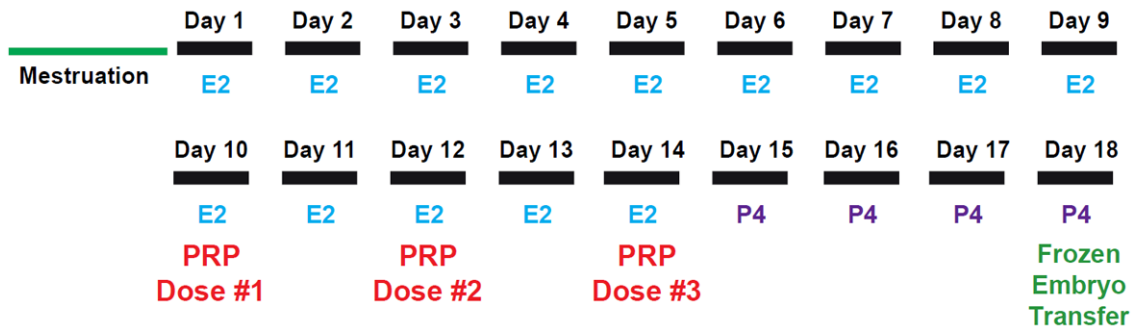 Day 1 Day 2 Day 3 Day 4 Day 5 Day 6 Day 7 Day 8 Day 9
Mestruation E2 E2 E2 E2 E2 E2 E2 E2 E2
Day 10 Day 11 Day 12 Day 13 Day 14 Day 15 Day 16 Day 17 Day 18
E2 E2 E2 E2 E2 P4 P4 P4 P4
PRP PRP PRP Frozen
Dose #1 Dose #2 Dose #3 Embryo
Transfer